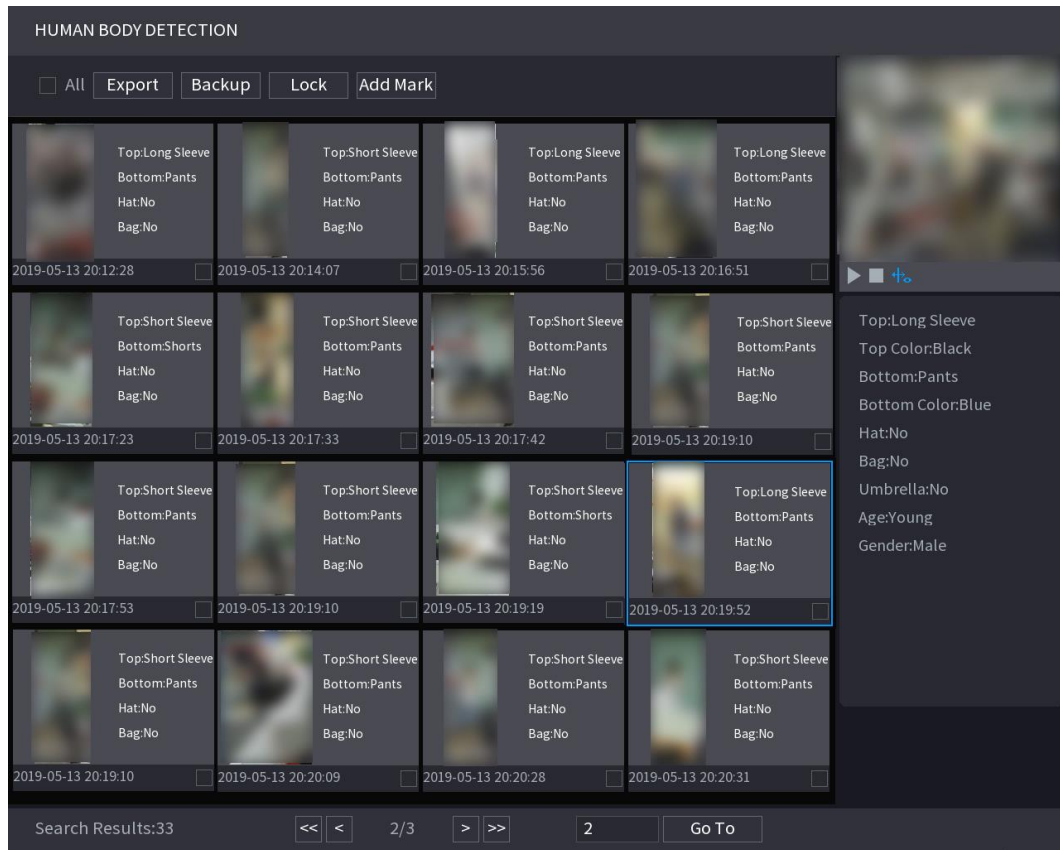 HUMAN BODY DETECTION
All Export Backup Lock Add Mark
Top:Long Sleeve
Bottom:Pants
Hat:No
Bag:No
2019-05-13 20:12:28
Top:Short Sleeve
Bottom:Pants
Hat:No
Bag:No
2019-05-13 20:14:07
Top:Long Sleeve
Bottom:Pants
Hat:No
Bag:No
2019-05-13 20:15:56
Top:Long Sleeve
Bottom:Pants
Hat:No
Bag:No
2019-05-13 20:16:51
Top:Short Sleeve
Bottom:Shorts
Hat:No
Bag:No
2019-05-13 20:17:23
Top:Short Sleeve
Bottom:Pants
Hat:No
Bag:No
2019-05-13 20:17:33
Top:Short Sleeve
Bottom:Pants
Hat:No
Bag:No
2019-05-13 20:17:42
Top:Short Sleeve
Bottom:Pants
Hat:No
Bag:No
2019-05-13 20:19:10
Top:Short Sleeve
Bottom:Pants
Hat:No
Bag:No
2019-05-13 20:17:53
Top:Short Sleeve
Bottom:Pants
Hat:No
Bag:No
2019-05-13 20:19:10
Top:Short Sleeve
Bottom:Shorts
Hat:No
Bag:No
2019-05-13 20:19:19
Top:Long Sleeve
Bottom:Pants
Hat:No
Bag:No
2019-05-13 20:19:52
Top:Short Sleeve
Bottom:Pants
Hat:No
Bag:No
2019-05-13 20:19:10
Top:Short Sleeve
Bottom:Pants
Hat:No
Bag:No
2019-05-13 20:20:09
Top:Short Sleeve
Bottom:Pants
Hat:No
Bag:No
2019-05-13 20:20:28
Top:Short Sleeve
Bottom:Pants
Hat:No
Bag:No
2019-05-13 20:20:31
Top:Long Sleeve
Top Color:Black
Bottom:Pants
Bottom Color:Blue
Hat:No
Bag:No
Umbrella:No
Age:Young
Gender:Male
Search Results:33 << < 2/3 > >> 2 Go To